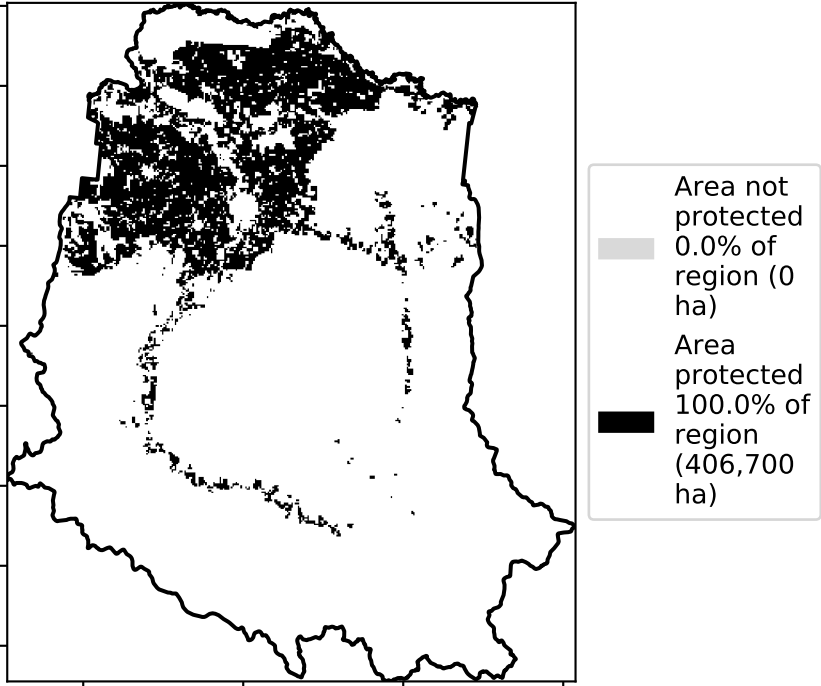 Area not
protected
0.0% of
region (0
ha)
Area
protected
100.0% of
region
(406,700
ha)